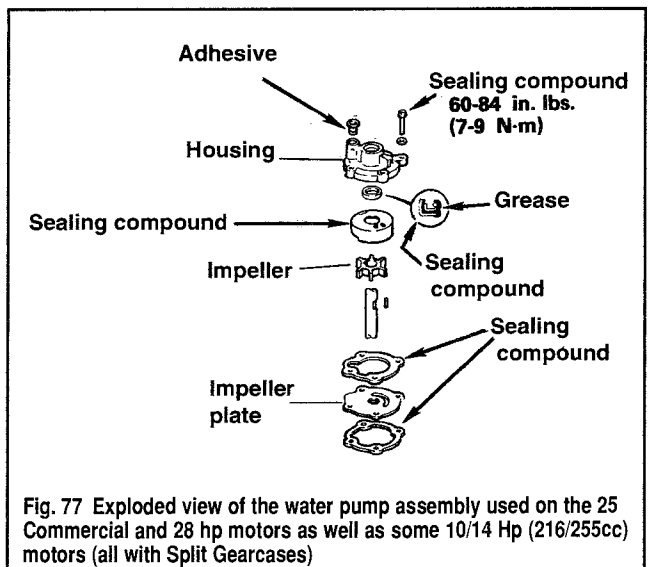 Adhesive
Sealing compound
60-84 in. lbs.
(7-9 N·m)
Housing
Grease
Sealing compound
Impeller
Sealing
compound
Sealing
compound
Impeller
plate
Fig. 77 Exploded view of the water pump assembly used on the 25
Commercial and 28 hp motors as well as some 10/14 Hp (216/255cc)
motors (all with Split Gearcases)